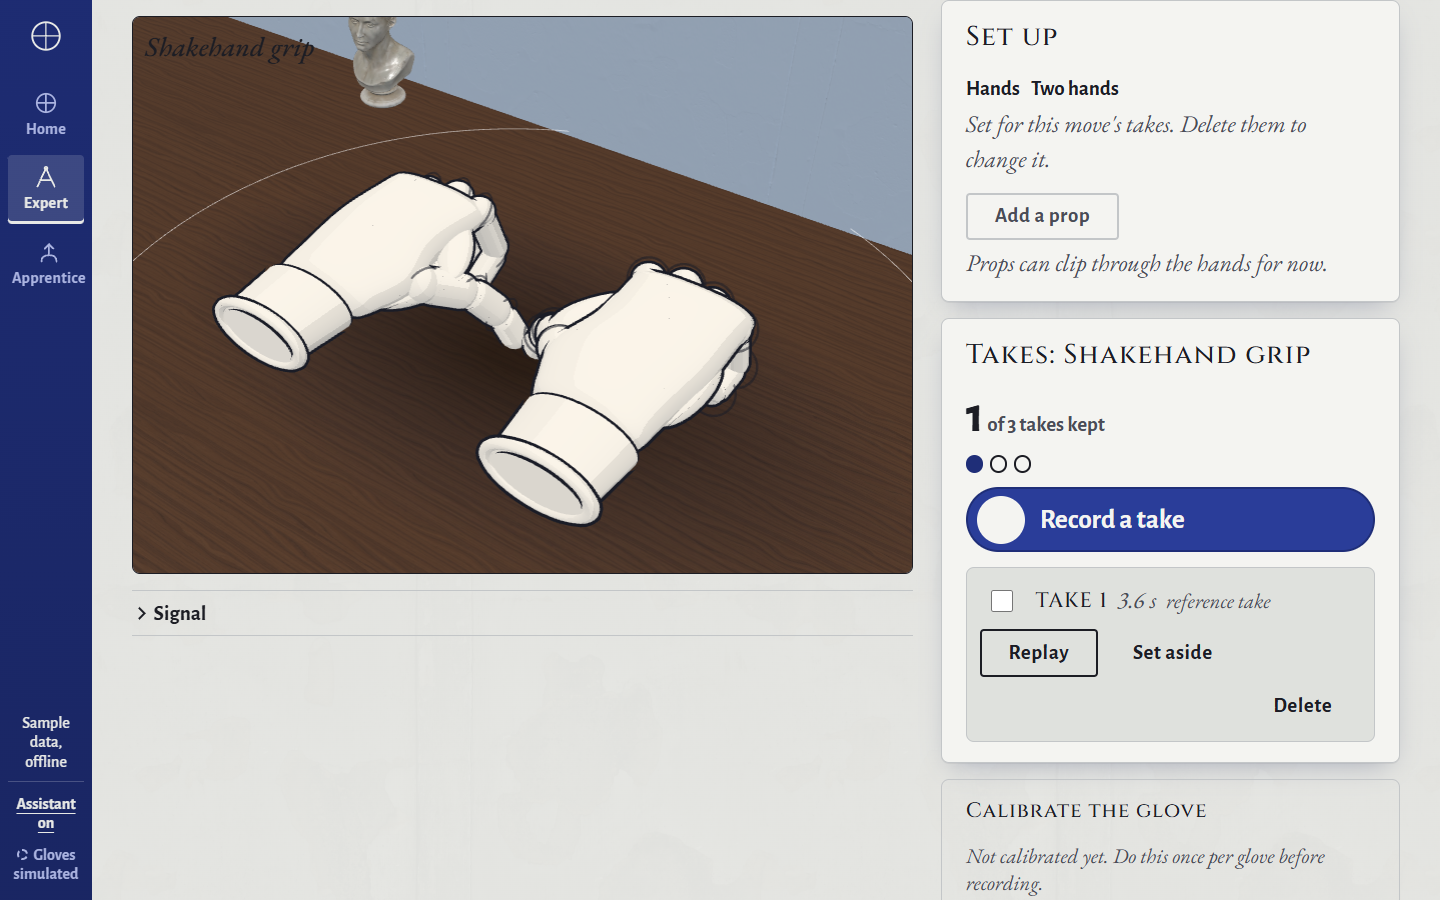 Home
Expert
Apprentice
Sample
data,
offline
Assistant
on
Gloves
simulated
Shakehand grip
Signal
Set up
Hands Two hands
Set for this move's takes. Delete them to
change it.
Add a prop
Props can clip through the hands for now.
Takes: Shakehand grip
1 of 3 takes kept
Record a take
Take 1 3.6 s reference take
Replay
Set aside
Delete
Calibrate the glove
Not calibrated yet. Do this once per glove before
recording.